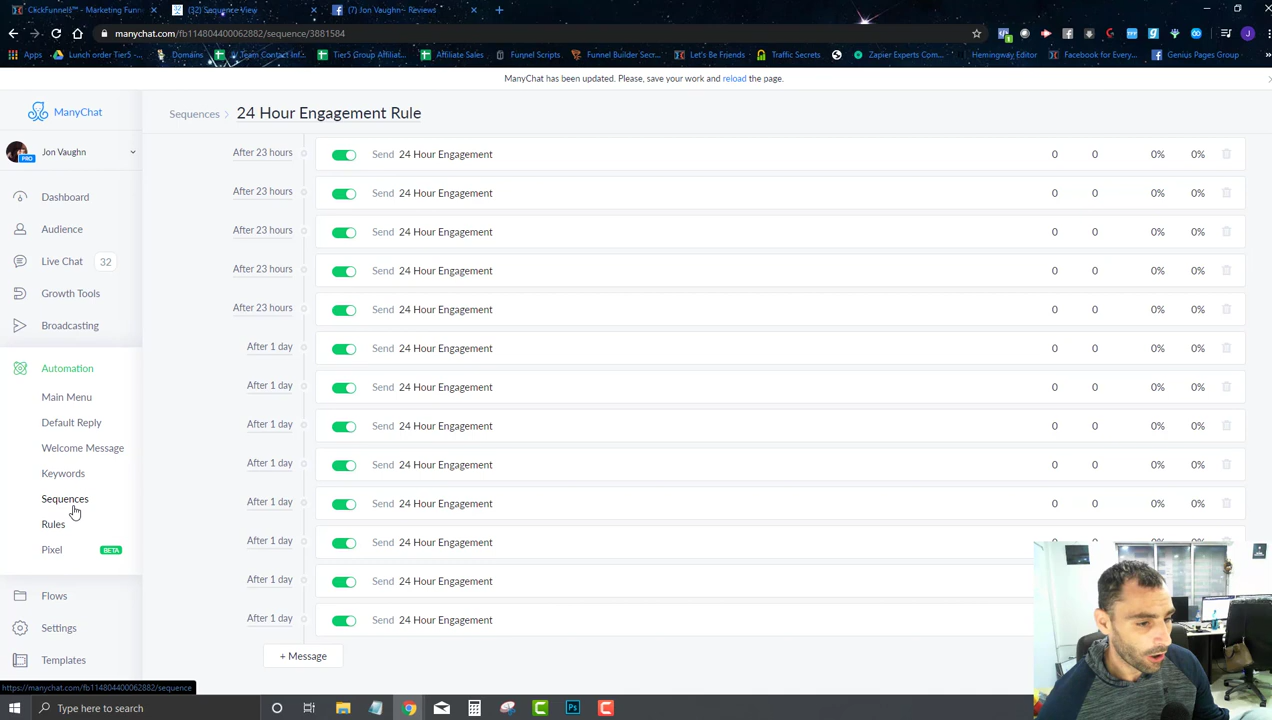 ClickFunnels™ - Marketing Funn
(32) Sequence View
(7) Jon Vaughn - Reviews
manychat.com/fb114804400062882/sequence/3881584
Apps
Lunch order Tier5 -...
IV Team Contact Inf...
Tier5 Group Affiliat...
Affiliate Sales
Funnel Scripts
Funnel Builder Secr...
Let's Be Friends
Traffic Secrets
Zapier Experts Com...
Hemingway Editor
Facebook for Every...
Genius Pages Group
ManyChat has been updated. Please, save your work and reload the page.
ManyChat
Sequences > 24 Hour Engagement Rule
PRO Jon Vaughn
Dashboard
Audience
Live Chat 32
Growth Tools
Broadcasting
Automation
Main Menu
Default Reply
Welcome Message
Keywords
Sequences
Rules
Pixel BETA
Flows
Settings
Templates
After 23 hours Send 24 Hour Engagement 0 0 0% 0%
After 23 hours Send 24 Hour Engagement 0 0 0% 0%
After 23 hours Send 24 Hour Engagement 0 0 0% 0%
After 23 hours Send 24 Hour Engagement 0 0 0% 0%
After 23 hours Send 24 Hour Engagement 0 0 0% 0%
After 1 day Send 24 Hour Engagement 0 0 0% 0%
After 1 day Send 24 Hour Engagement 0 0 0% 0%
After 1 day Send 24 Hour Engagement 0 0 0% 0%
After 1 day Send 24 Hour Engagement 0 0 0% 0%
After 1 day Send 24 Hour Engagement 0 0 0% 0%
After 1 day Send 24 Hour Engagement
After 1 day Send 24 Hour Engagement
After 1 day Send 24 Hour Engagement
+ Message
https://manychat.com/fb114804400062882/sequence
Type here to search